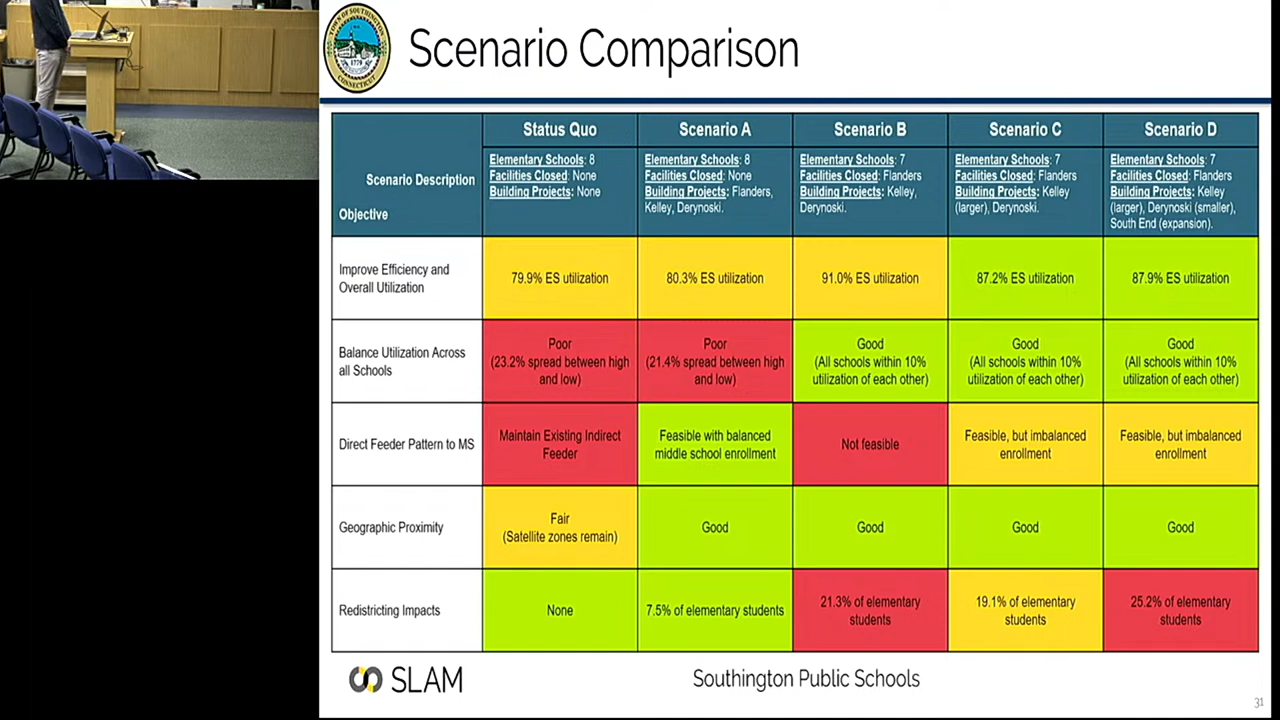 TOWN OF SOUTHINGTON
1779
CONNECTICUT
Scenario Comparison
Scenario Description
Objective
Status Quo
Scenario A
Scenario B
Scenario C
Scenario D
Elementary Schools: 8
Facilities Closed: None
Building Projects: None
Elementary Schools: 8
Facilities Closed: None
Building Projects: Flanders,
Kelley, Derynoski.
Elementary Schools: 7
Facilities Closed: Flanders
Building Projects: Kelley,
Derynoski.
Elementary Schools: 7
Facilities Closed: Flanders
Building Projects: Kelley
(larger), Derynoski.
Elementary Schools: 7
Facilities Closed: Flanders
Building Projects: Kelley
(larger), Derynoski (smaller),
South End (expansion).
Improve Efficiency and
Overall Utilization
79.9% ES utilization
80.3% ES utilization
91.0% ES utilization
87.2% ES utilization
87.9% ES utilization
Balance Utilization Across
all Schools
Poor
(23.2% spread between high
and low)
Poor
(21.4% spread between high
and low)
Good
(All schools within 10%
utilization of each other)
Good
(All schools within 10%
utilization of each other)
Good
(All schools within 10%
utilization of each other)
Direct Feeder Pattern to MS
Maintain Existing Indirect
Feeder
Feasible with balanced
middle school enrollment
Not feasible
Feasible, but imbalanced
enrollment
Feasible, but imbalanced
enrollment
Geographic Proximity
Fair
(Satellite zones remain)
Good
Good
Good
Good
Redistricting Impacts
None
7.5% of elementary students
21.3% of elementary
students
19.1% of elementary
students
25.2% of elementary
students
SLAM
Southington Public Schools
31